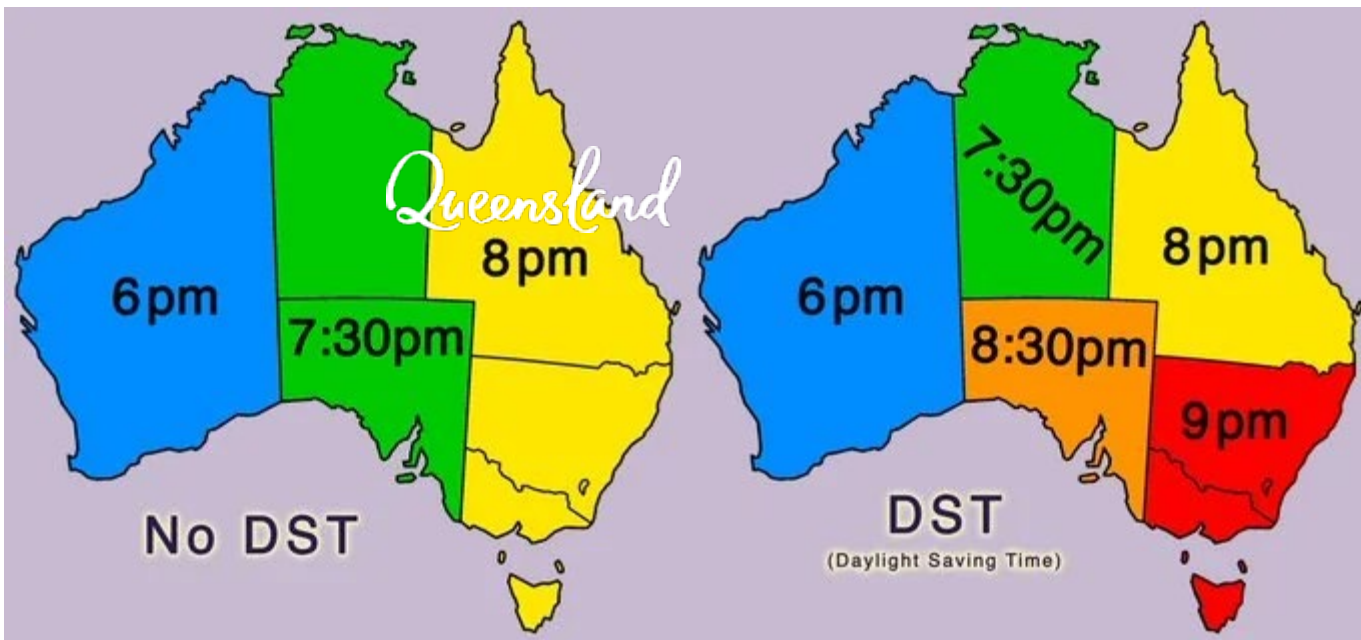 Queensland
8pm
6pm
7:30pm
No DST
7:30pm
8pm
6pm
8:30pm
9pm
DST
(Daylight Saving Time)